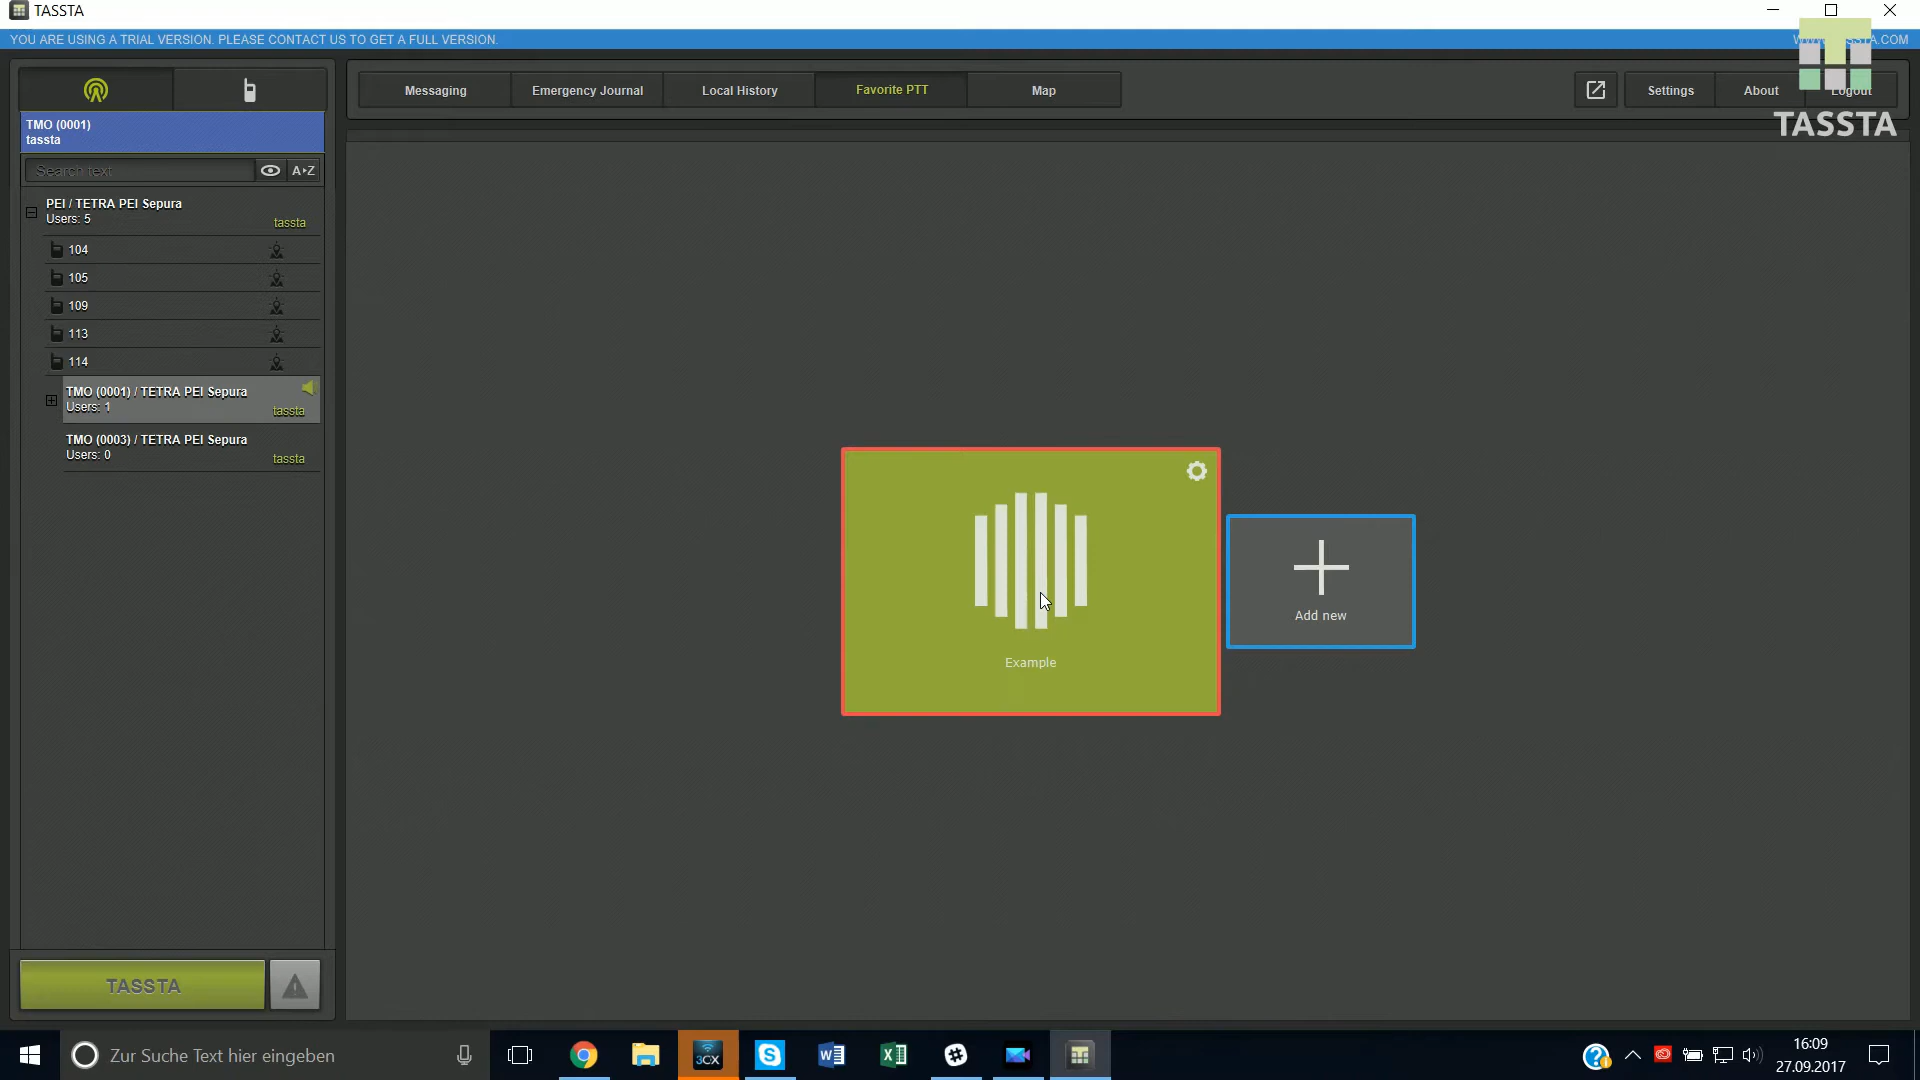 TASSTA
YOU ARE USING A TRIAL VERSION. PLEASE CONTACT US TO GET A FULL VERSION.
Messaging
Emergency Journal
Local History
Favorite PTT
Map
Settings
About
Logout
TASSTA
TMO (0001)
tassta
Search text
A▸Z
PEI / TETRA PEI Sepura
Users: 5
tassta
104
105
109
113
114
TMO (0001) / TETRA PEI Sepura
Users: 1
tassta
TMO (0003) / TETRA PEI Sepura
Users: 0
tassta
Example
Add new
TASSTA
Zur Suche Text hier eingeben
3CX
16:09
27.09.2017